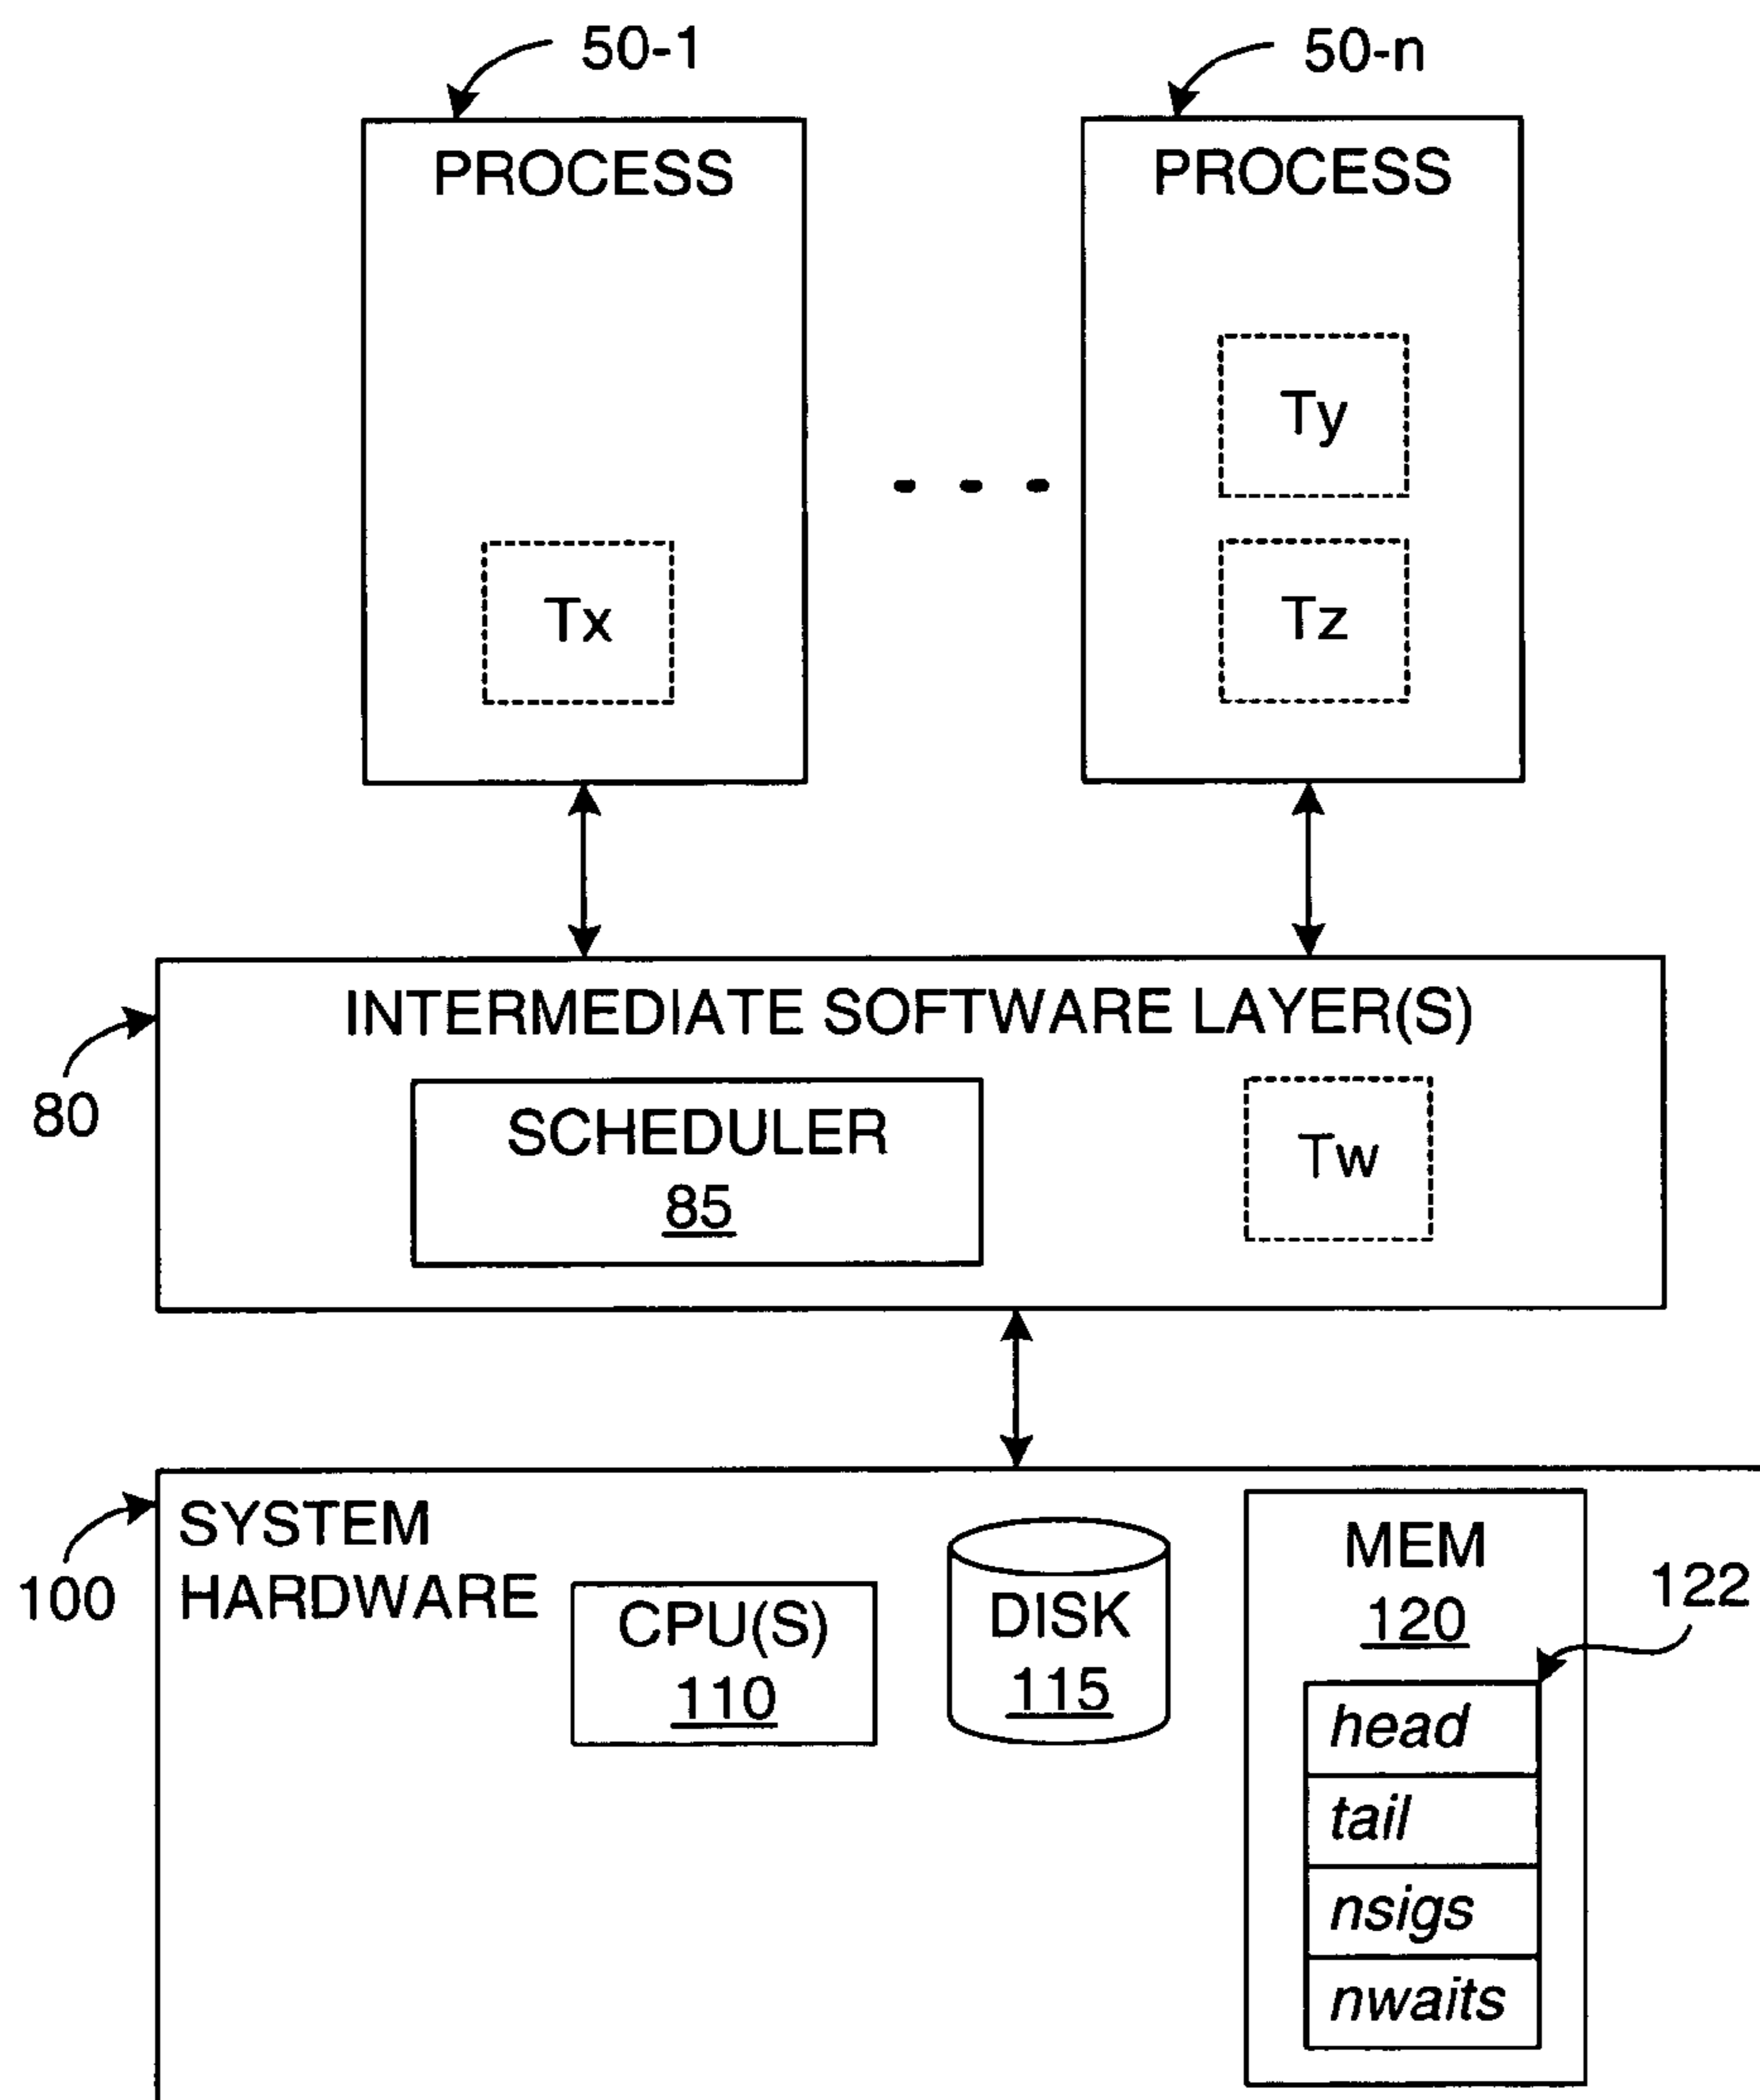 50-1
50-n
PROCESS
PROCESS
Ty
Tx
Tz
INTERMEDIATE SOFTWARE LAYER(S)
80
SCHEDULER
85
Tw
100
SYSTEM
HARDWARE
CPU(S)
110
DISK
115
MEM
120
122
head
tail
nsigs
nwaits